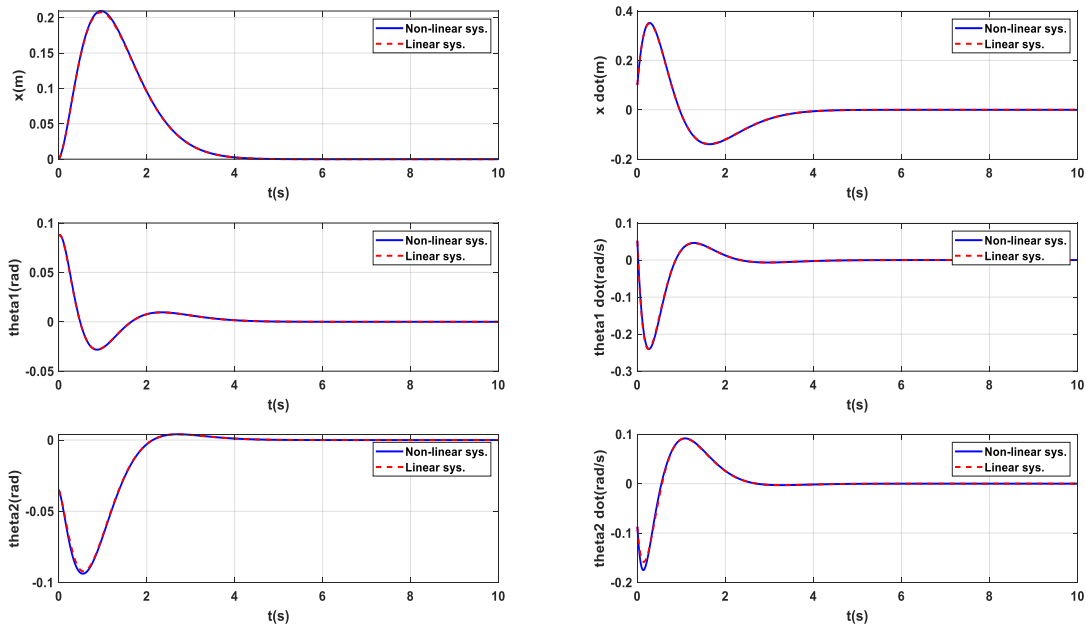 x(m)
0.2
0.15
0.1
0.05
0
Non-linear sys.
Linear sys.
0 2 4 6 8 10
t(s)
x dot(m)
0.4
0.2
0
-0.2
Non-linear sys.
Linear sys.
0 2 4 6 8 10
t(s)
theta1(rad)
0.1
0.05
0
-0.05
Non-linear sys.
Linear sys.
0 2 4 6 8 10
t(s)
theta1 dot(rad/s)
0.1
0
-0.1
-0.2
-0.3
Non-linear sys.
Linear sys.
0 2 4 6 8 10
t(s)
theta2(rad)
0
-0.05
-0.1
Non-linear sys.
Linear sys.
0 2 4 6 8 10
t(s)
theta2 dot(rad/s)
0.1
0
-0.1
-0.2
Non-linear sys.
Linear sys.
0 2 4 6 8 10
t(s)